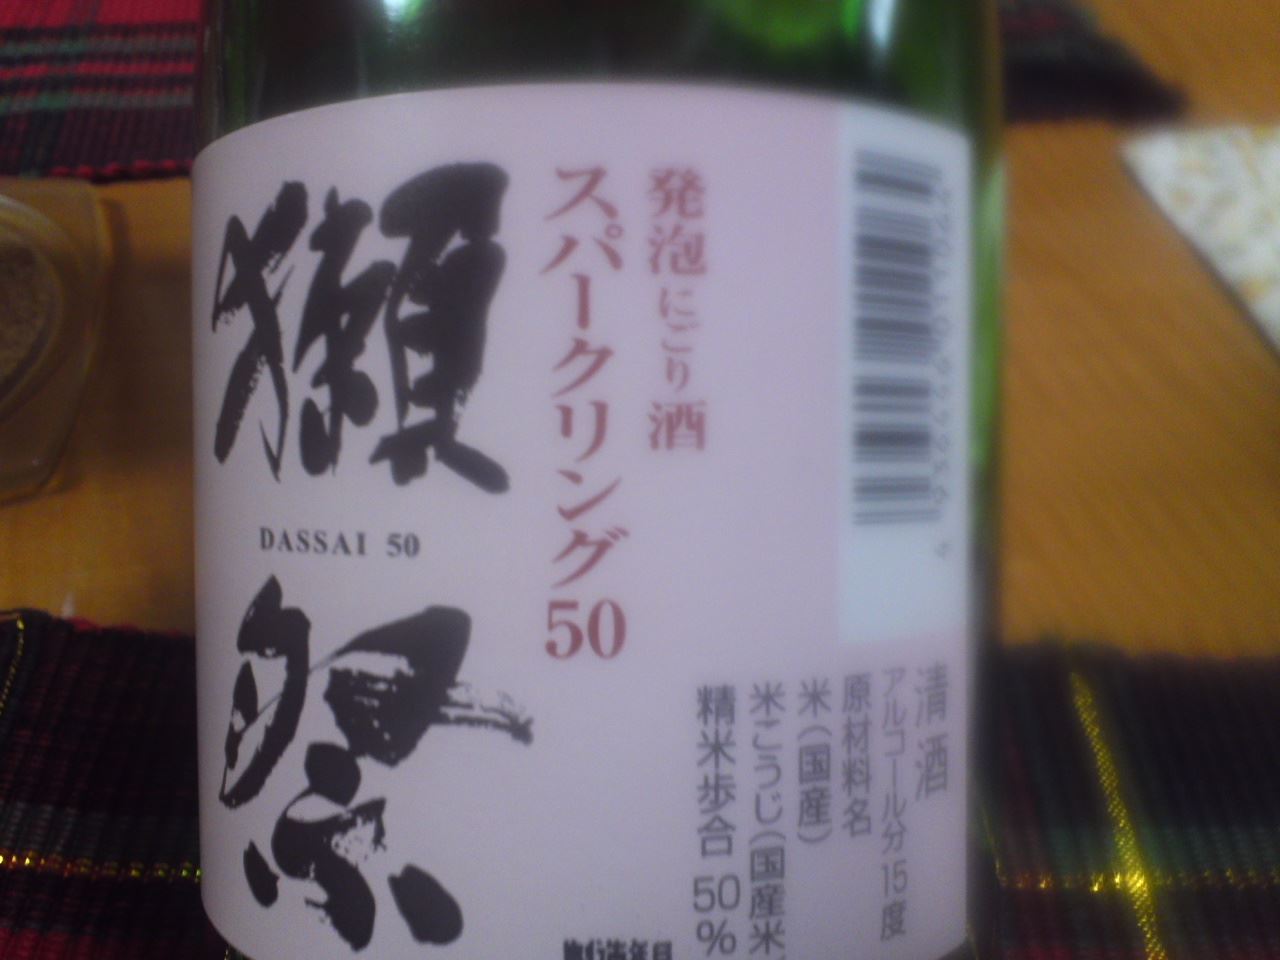 獺祭
DASSAI 50
スパークリング50
発泡にごり酒
清酒
アルコール分 15度
原材料名
米(国産)
米こうじ(国産米
精米歩合 50%